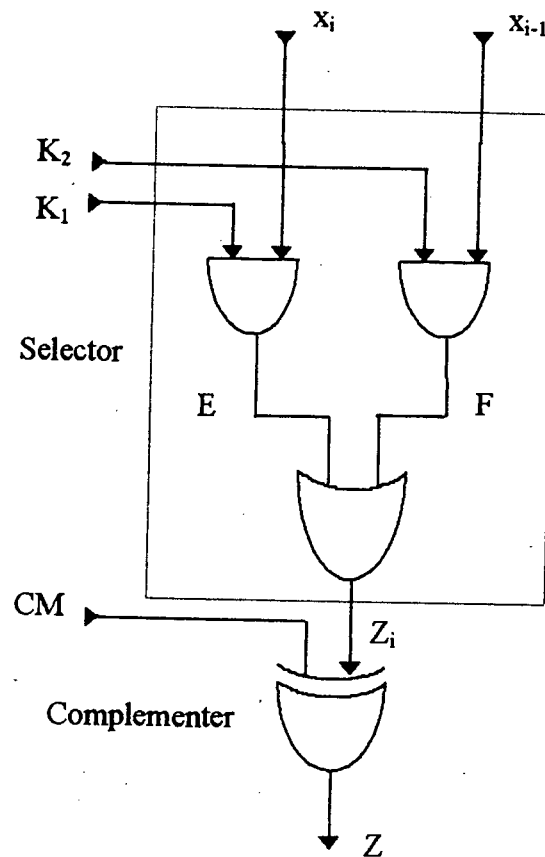 xᵢ
xᵢ₋₁
K₂
K₁
Selector
E
F
CM
Zᵢ
Complementer
Z